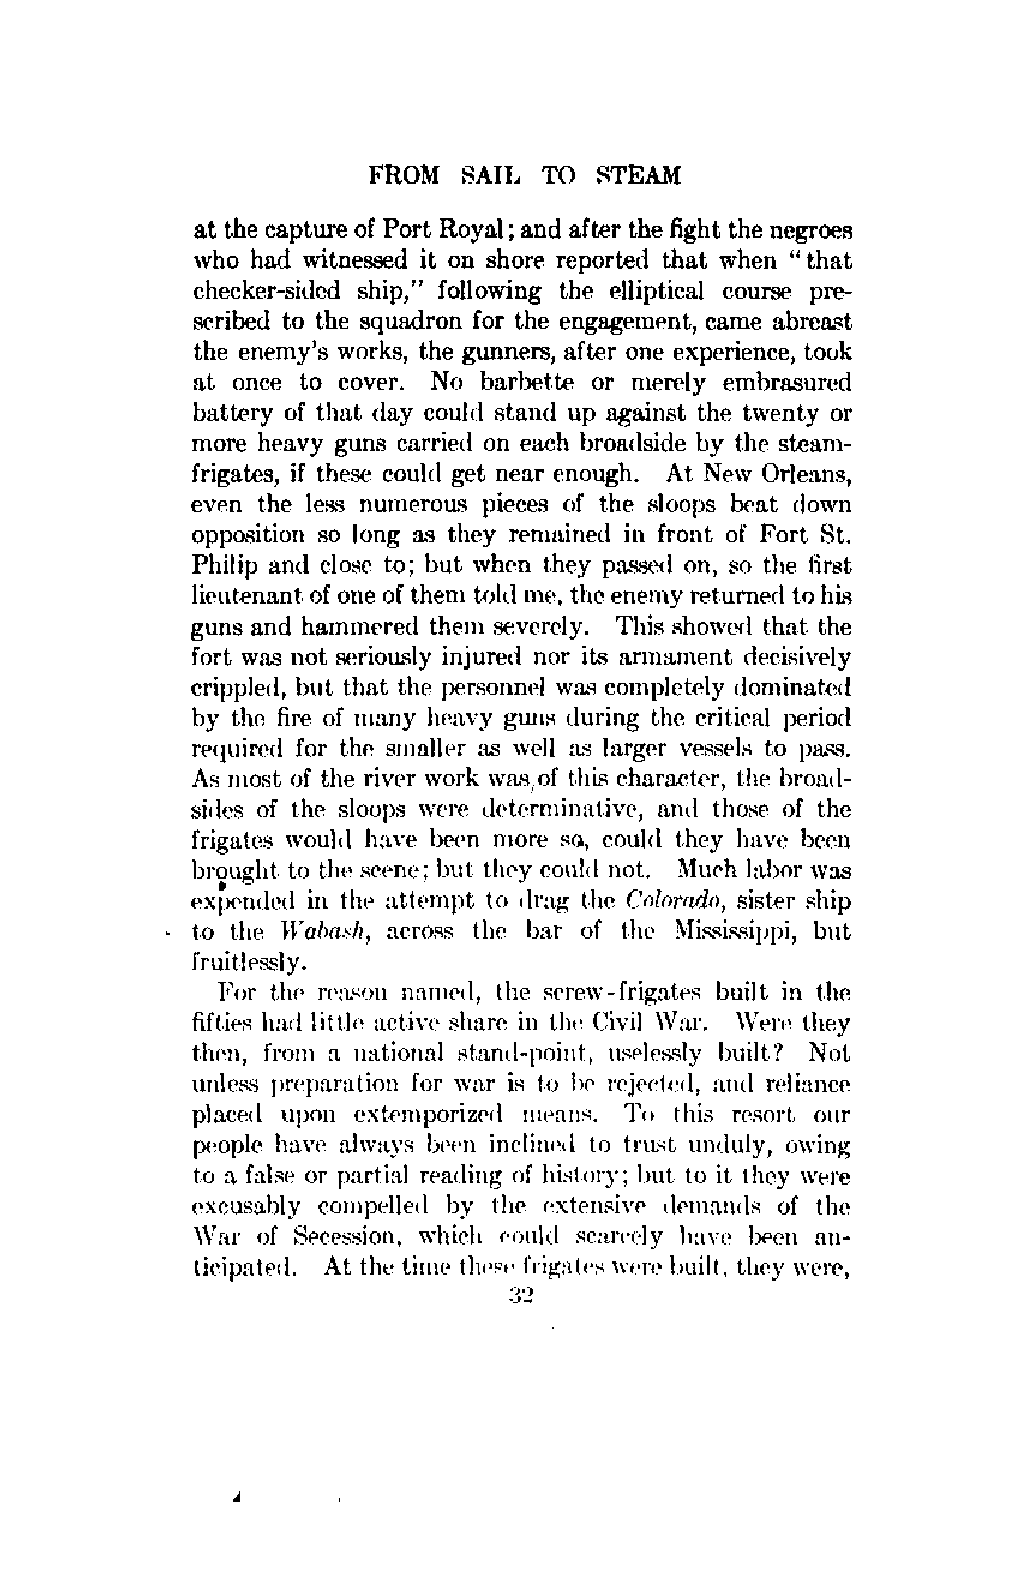 FROM SAIL TO STEAM
at the capture of Port Royal; and after the fight the negroes
who had witnessed it on shore reported that when “that
checker-sided ship,” following the elliptical course pre-
scribed to the squadron for the engagement, came abreast
the enemy’s works, the gunners, after one experience, took
at once to cover. No barbette or merely embrasured
battery of that day could stand up against the twenty or
more heavy guns carried on each broadside by the steam-
frigates, if these could get near enough. At New Orleans,
even the less numerous pieces of the sloops beat down
opposition so long as they remained in front of Fort St.
Philip and close to; but when they passed on, so the first
lieutenant of one of them told me, the enemy returned to his
guns and hammered them severely. This showed that the
fort was not seriously injured nor its armament decisively
crippled, but that the personnel was completely dominated
by the fire of many heavy guns during the critical period
required for the smaller as well as larger vessels to pass.
As most of the river work was of this character, the broad-
sides of the sloops were determinative, and those of the
frigates would have been more so, could they have been
brought to the scene; but they could not. Much labor was
expended in the attempt to drag the Colorado, sister ship
to the Wabash, across the bar of the Mississippi, but
fruitlessly.
For the reason named, the screw-frigates built in the
fifties had little active share in the Civil War. Were they
then, from a national stand-point, uselessly built? Not
unless preparation for war is to be rejected, and reliance
placed upon extemporized means. To this resort our
people have always been inclined to trust unduly, owing
to a false or partial reading of history; but to it they were
excusably compelled by the extensive demands of the
War of Secession, which could scarcely have been an-
ticipated. At the time these frigates were built, they were,
32